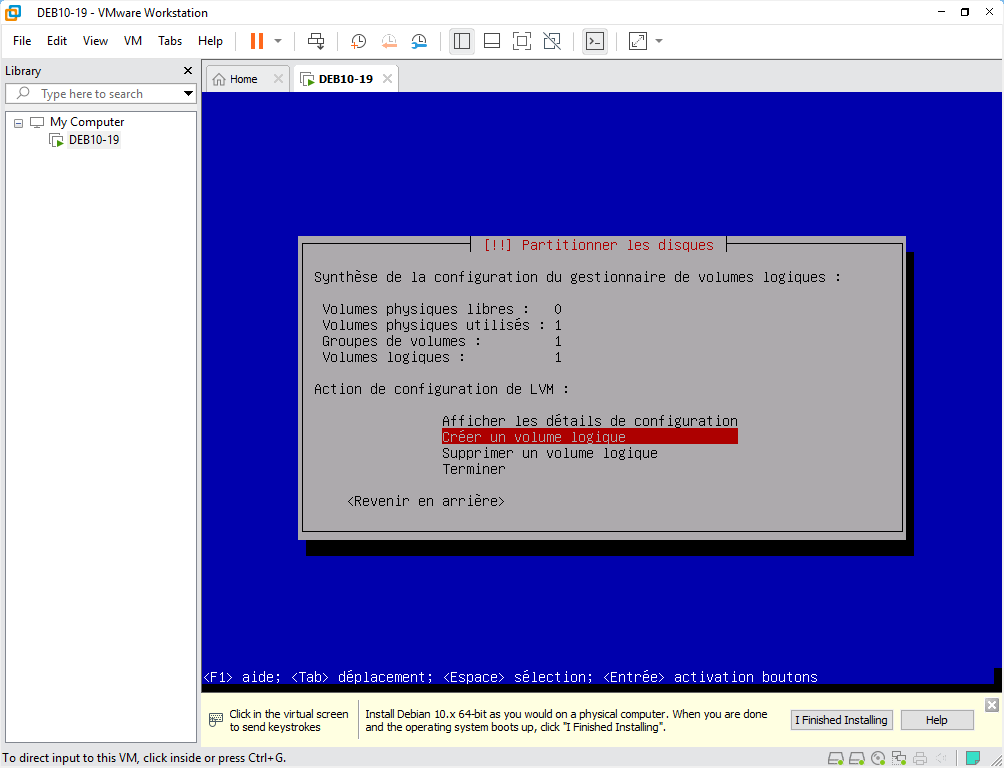 DEB10-19 - VMware Workstation
File Edit View VM Tabs Help
Library
Type here to search
My Computer
DEB10-19
Home
DEB10-19
[!!] Partitionner les disques
Synthèse de la configuration du gestionnaire de volumes logiques :
Volumes physiques libres : 0
Volumes physiques utilisés : 1
Groupes de volumes : 1
Volumes logiques : 1
Action de configuration de LVM :
Afficher les détails de configuration
Créer un volume logique
Supprimer un volume logique
Terminer
<Revenir en arrière>
<F1> aide; <Tab> déplacement; <Espace> sélection; <Entrée> activation boutons
Click in the virtual screen
to send keystrokes
Install Debian 10.x 64-bit as you would on a physical computer. When you are done
and the operating system boots up, click "I Finished Installing".
I Finished Installing
Help
To direct input to this VM, click inside or press Ctrl+G.